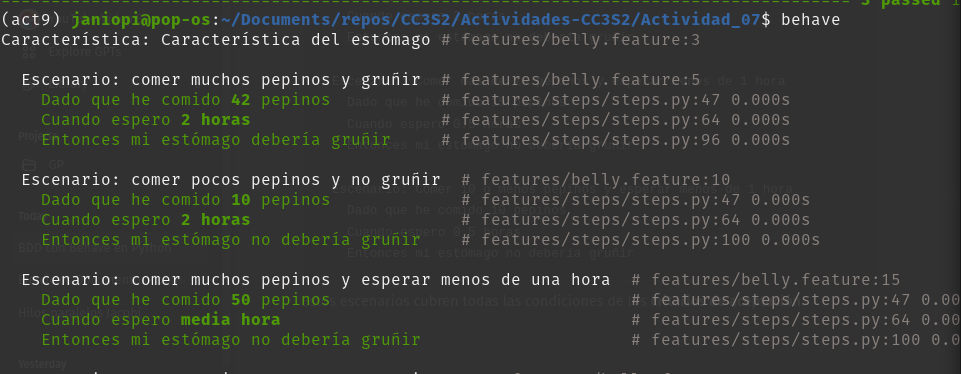 3 passed
(act9) janiopi@pop-os:~/Documents/repos/CC3S2/Actividades-CC3S2/Actividad_07$ behave
Característica: Característica del estómago # features/belly.feature:3
Escenario: comer muchos pepinos y gruñir # features/belly.feature:5
Dado que he comido 42 pepinos # features/steps/steps.py:47 0.000s
Cuando espero 2 horas # features/steps/steps.py:64 0.000s
Entonces mi estómago debería gruñir # features/steps/steps.py:96 0.000s
Escenario: comer pocos pepinos y no gruñir # features/belly.feature:10
Dado que he comido 10 pepinos # features/steps/steps.py:47 0.000s
Cuando espero 2 horas # features/steps/steps.py:64 0.000s
Entonces mi estómago no debería gruñir # features/steps/steps.py:100 0.000s
Escenario: comer muchos pepinos y esperar menos de una hora # features/belly.feature:15
Dado que he comido 50 pepinos # features/steps/steps.py:47 0.00
Cuando espero media hora # features/steps/steps.py:64 0.00
Entonces mi estómago no debería gruñir # features/steps/steps.py:100 0.0